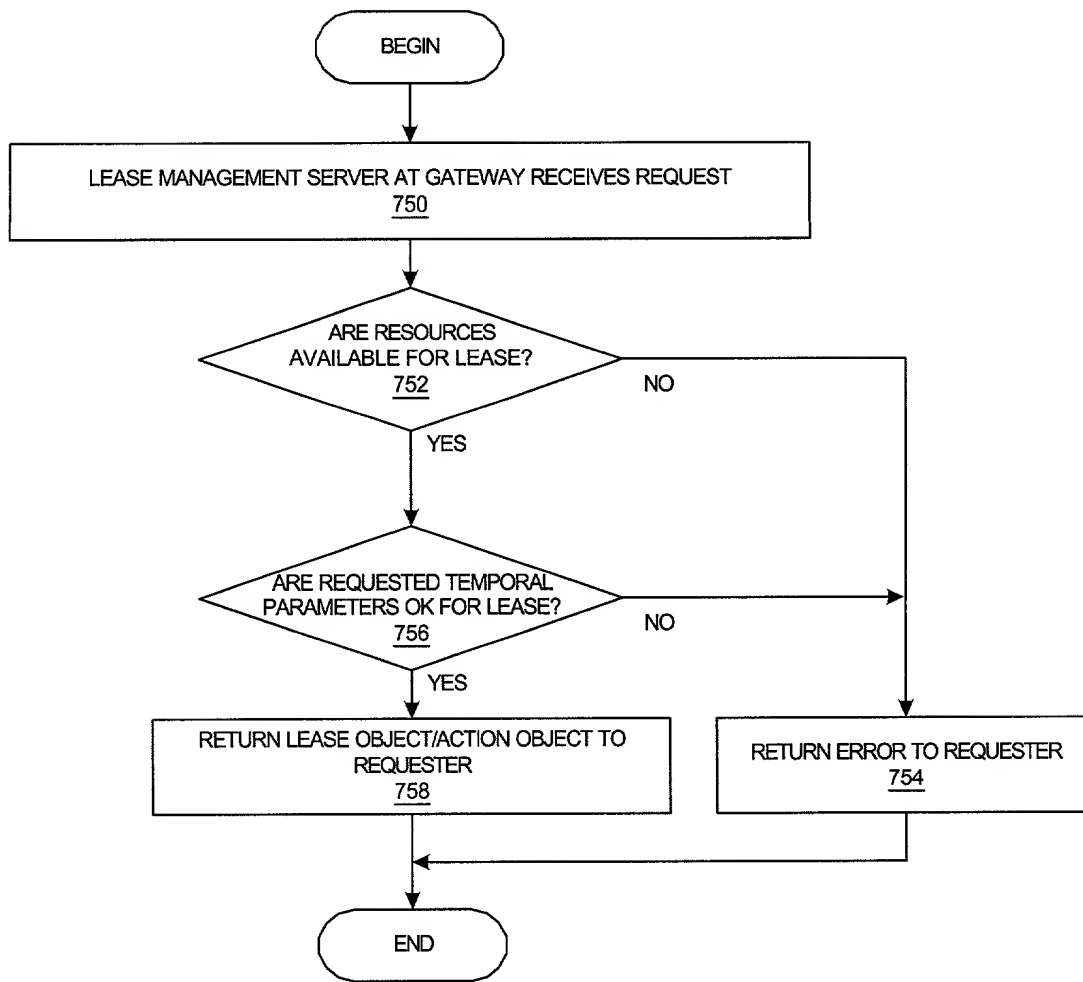 BEGIN
LEASE MANAGEMENT SERVER AT GATEWAY RECEIVES REQUEST
750
ARE RESOURCES
AVAILABLE FOR LEASE?
752
NO
YES
ARE REQUESTED TEMPORAL
PARAMETERS OK FOR LEASE?
756
NO
YES
RETURN LEASE OBJECT/ACTION OBJECT TO
REQUESTER
758
RETURN ERROR TO REQUESTER
754
END